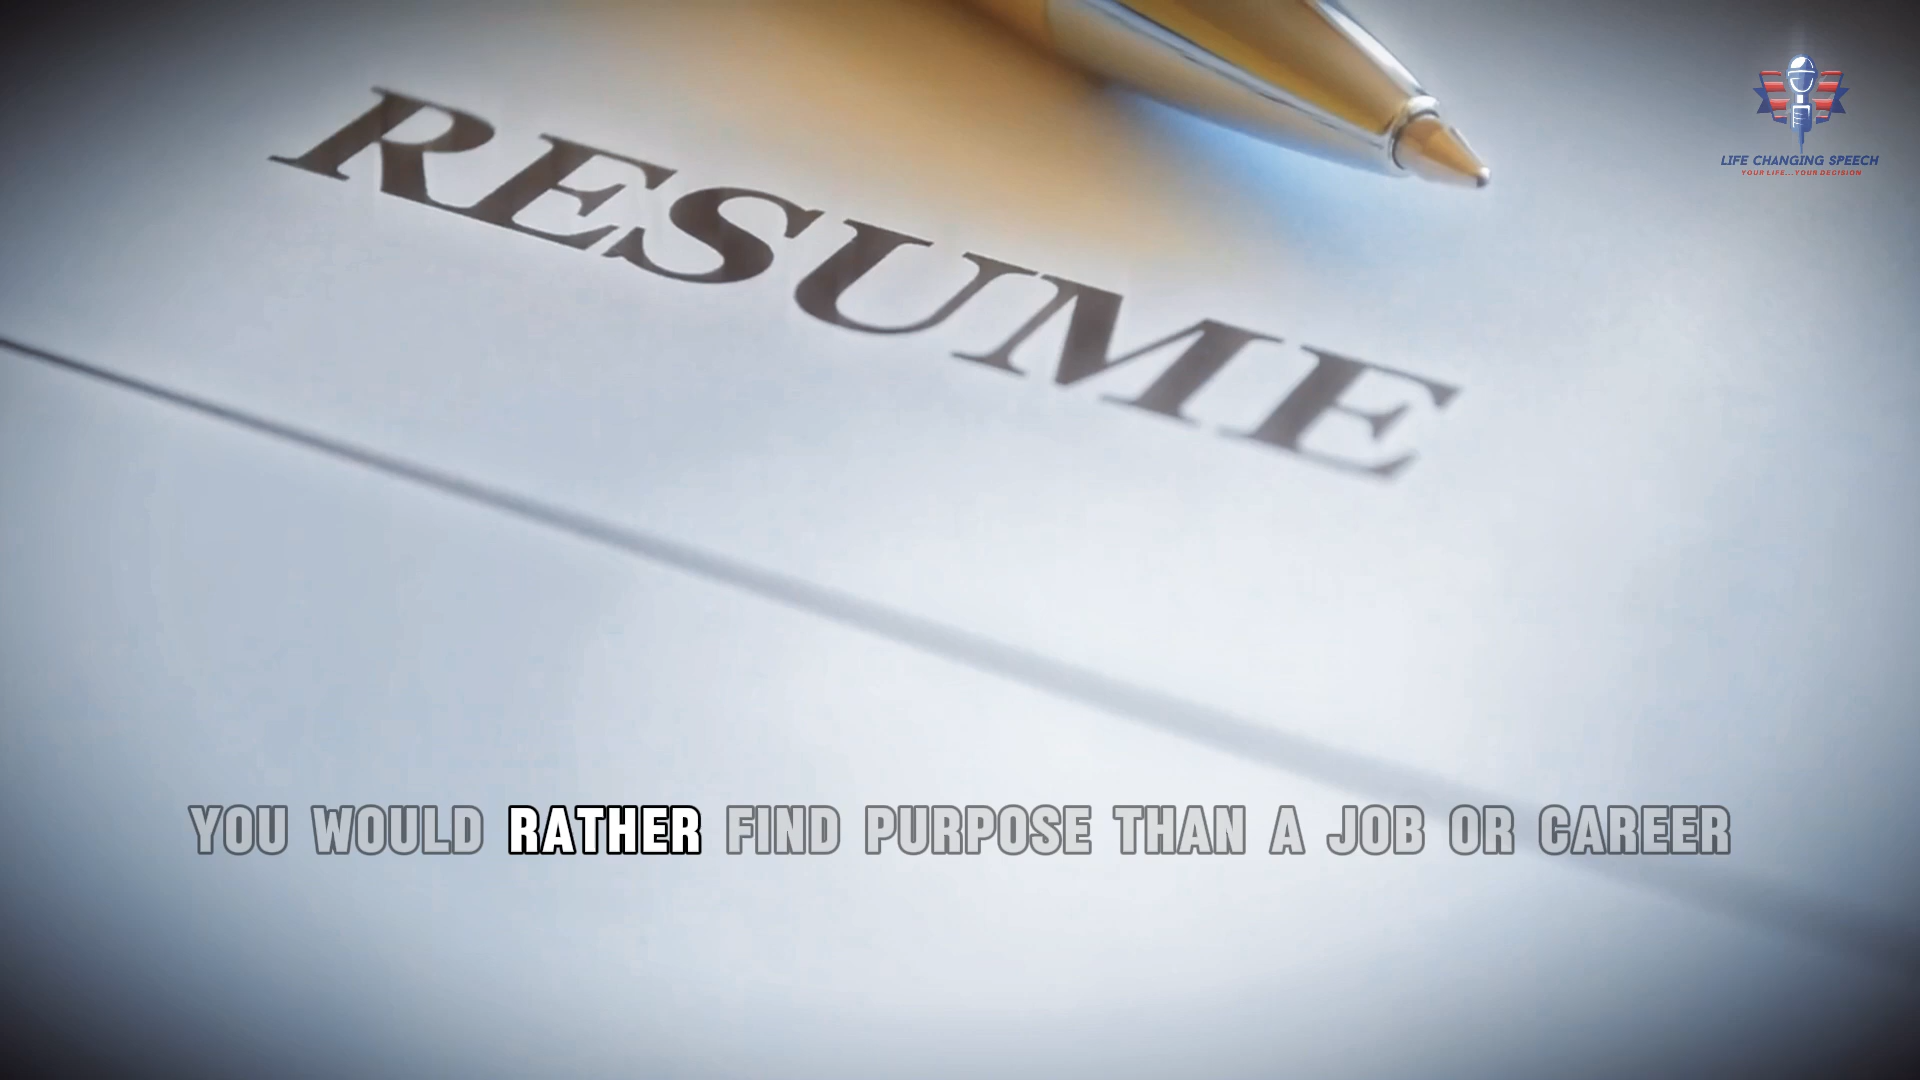 RESUME
LIFE CHANGING SPEECH
YOUR LIFE...YOUR DECISION
YOU WOULD RATHER FIND PURPOSE THAN A JOB OR CAREER